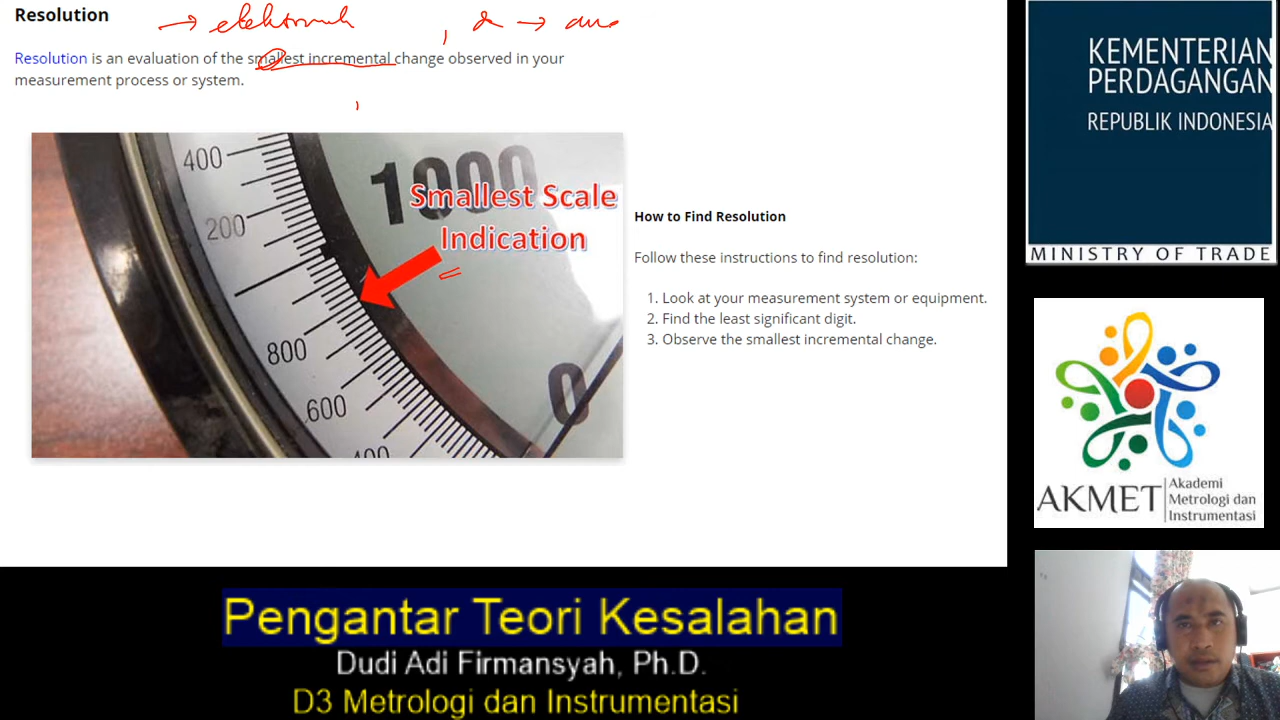 Resolution
Resolution is an evaluation of the smallest incremental change observed in your
measurement process or system.
400
200
800
600
400
1000
0
Smallest Scale
Indication
How to Find Resolution
Follow these instructions to find resolution:
1. Look at your measurement system or equipment.
2. Find the least significant digit.
3. Observe the smallest incremental change.
KEMENTERIAN
PERDAGANGAN
REPUBLIK INDONESIA
MINISTRY OF TRADE
AKMET
Akademi
Metrologi dan
Instrumentasi
Pengantar Teori Kesalahan
Dudi Adi Firmansyah, Ph.D.
D3 Metrologi dan Instrumentasi